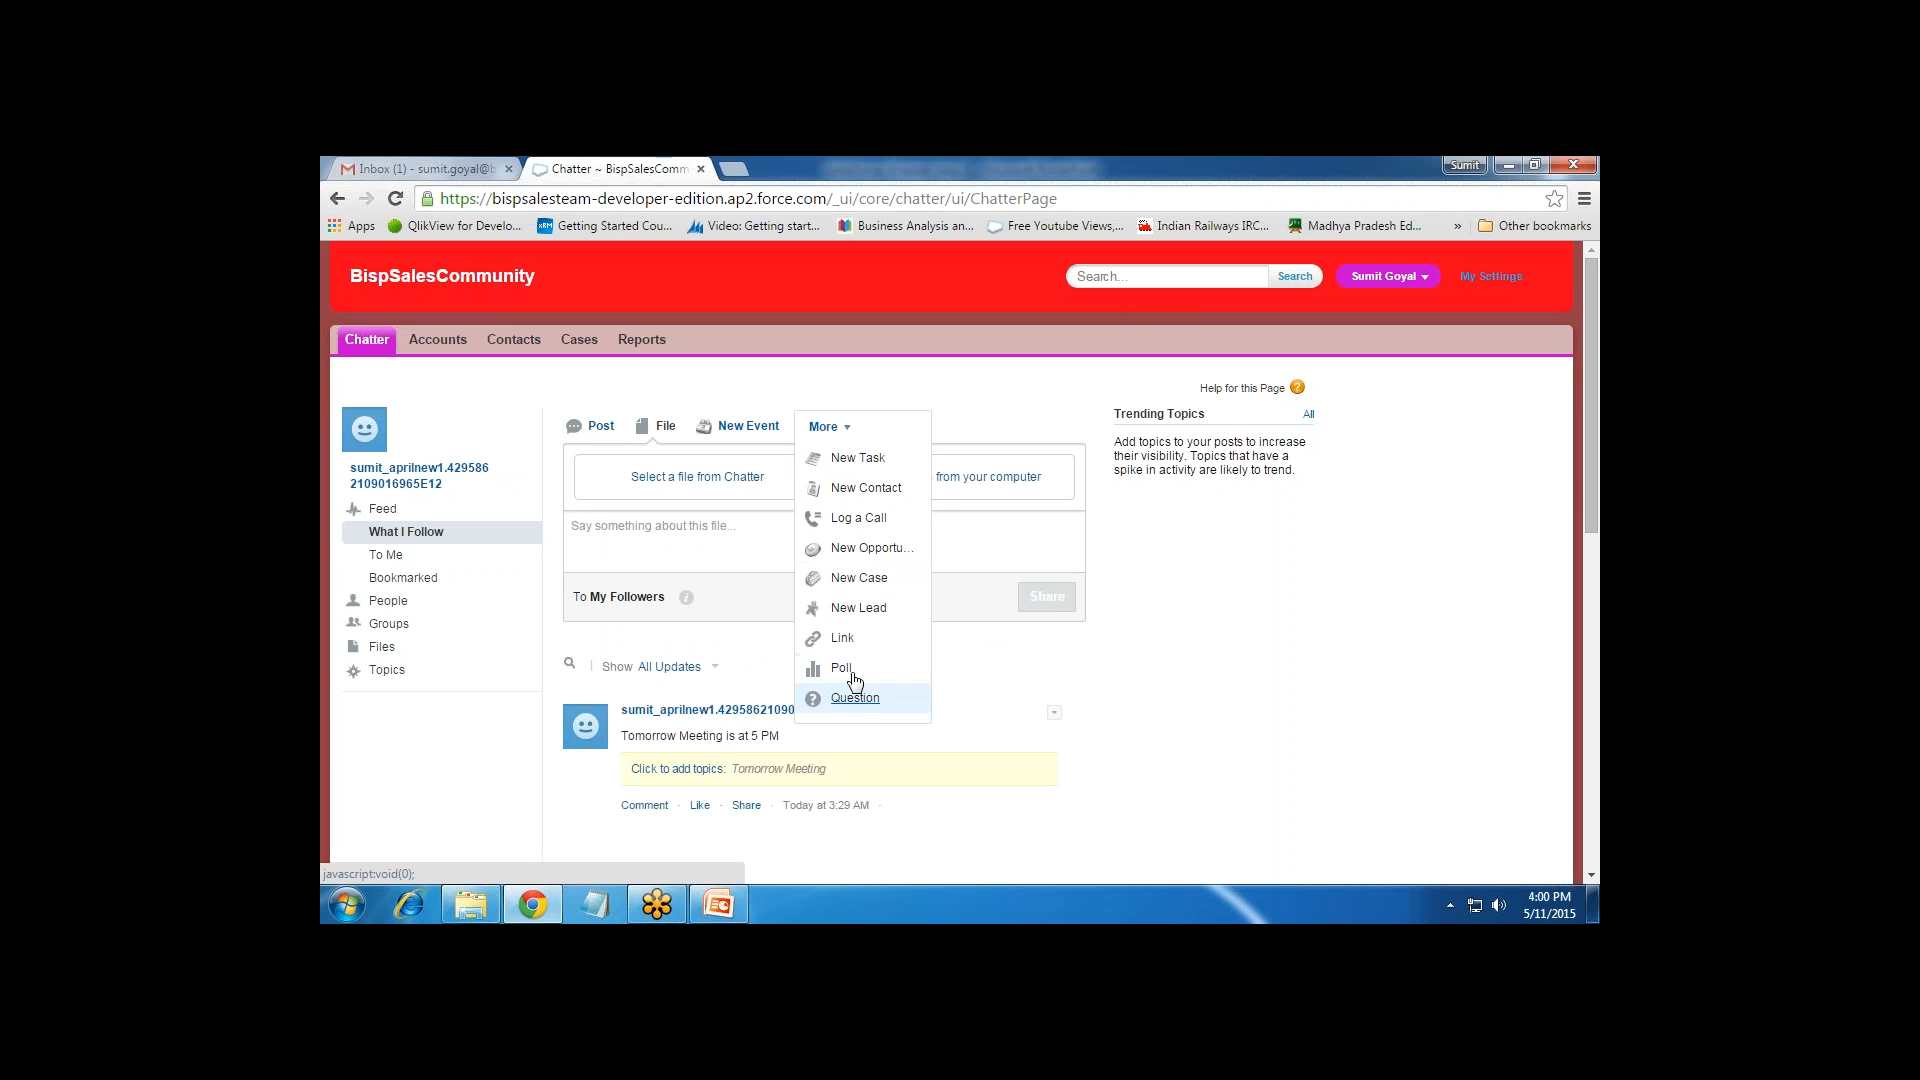 Inbox (1) - sumit.goyal@b
Chatter ~ BispSalesComm
Sumit
https://bispsalesteam-developer-edition.ap2.force.com/_ui/core/chatter/ui/ChatterPage
Apps
QlikView for Develo...
Getting Started Cou...
Video: Getting start...
Business Analysis an...
Free Youtube Views,...
Indian Railways IRC...
Madhya Pradesh Ed...
»
Other bookmarks
BispSalesCommunity
Search...
Search
Sumit Goyal
My Settings
Chatter
Accounts
Contacts
Cases
Reports
Help for this Page
sumit_aprilnew1.429586
2109016965E12
Feed
What I Follow
To Me
Bookmarked
People
Groups
Files
Topics
Post
File
New Event
More
New Task
New Contact
Log a Call
New Opportu...
New Case
New Lead
Link
Poll
Question
Select a file from Chatter
from your computer
Say something about this file...
To My Followers
Share
Show All Updates
sumit_aprilnew1.42958621090
Tomorrow Meeting is at 5 PM
Click to add topics: Tomorrow Meeting
Comment · Like · Share · Today at 3:29 AM ·
Trending Topics
All
Add topics to your posts to increase
their visibility. Topics that have a
spike in activity are likely to trend.
javascript:void(0);
4:00 PM
5/11/2015